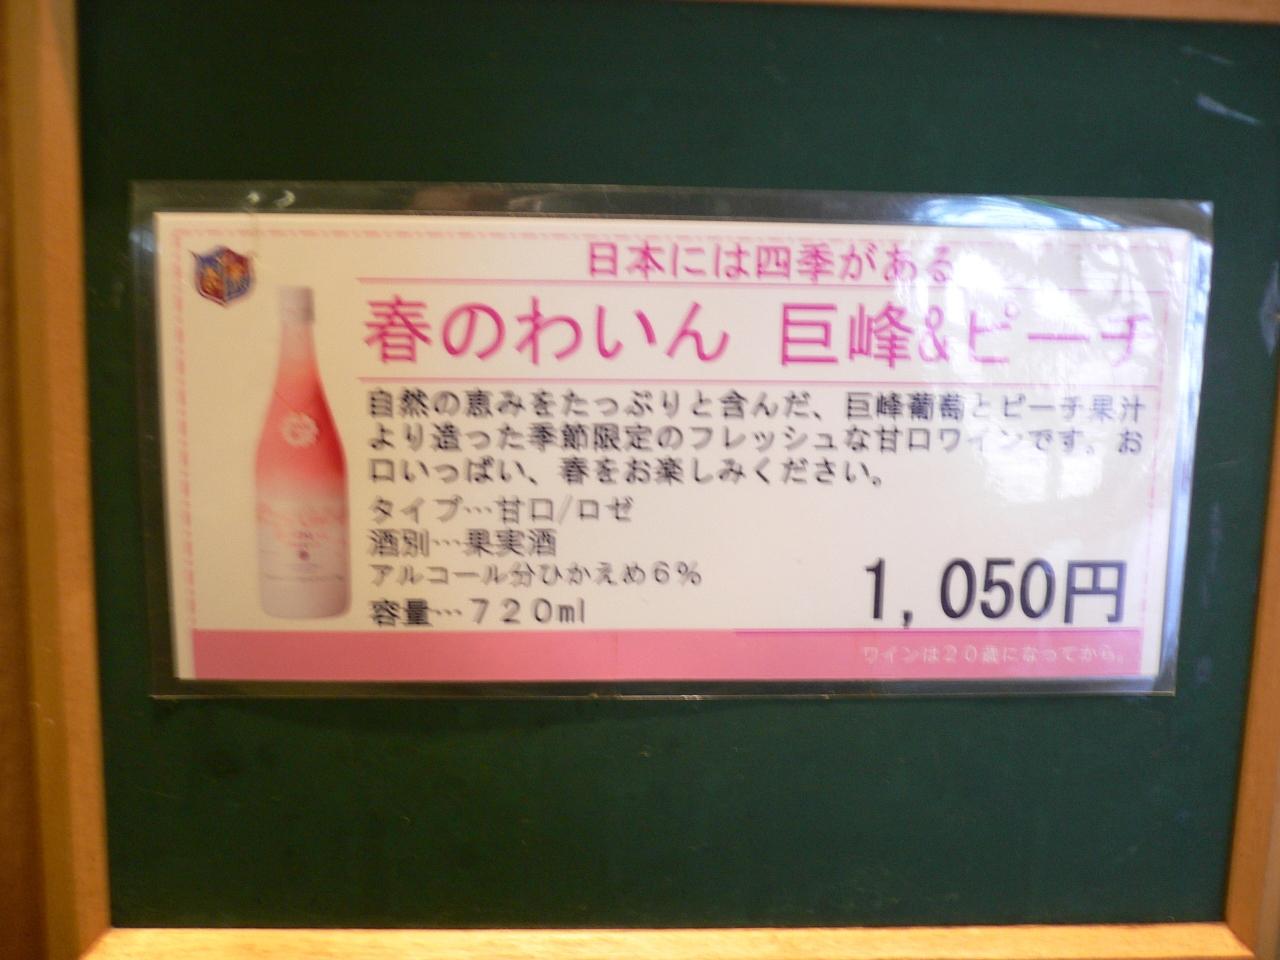 日本には四季がある
春のわいん 巨峰&ピーチ
自然の恵みをたっぷりと含んだ、巨峰葡萄とピーチ果汁
より造った季節限定のフレッシュな甘口ワインです。お
口いっぱい、春をお楽しみください。
タイプ…甘口/ロゼ
酒別…果実酒
アルコール分ひかえめ６％
容量…７２０ml
1,050円
ワインは２０歳になってから。